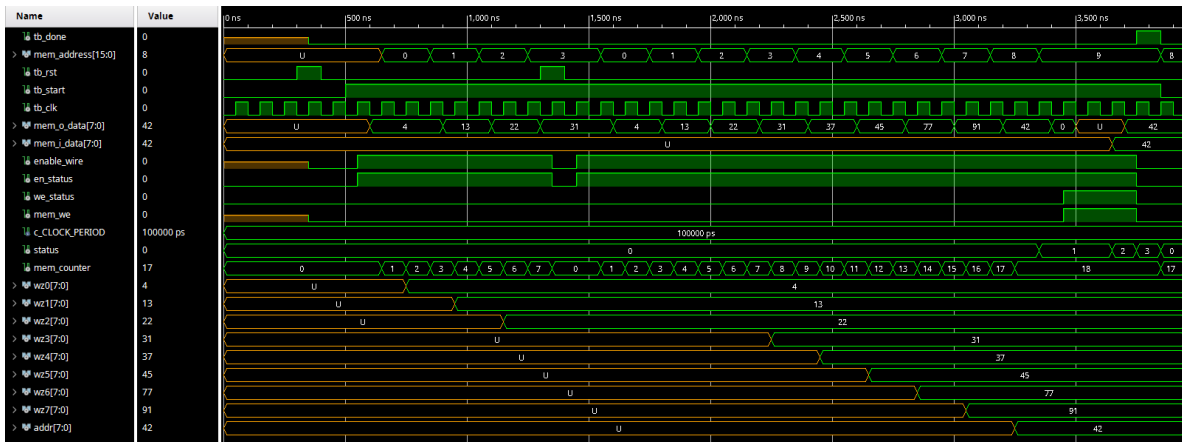 Name Value 0 ns 500 ns 1,000 ns 1,500 ns 2,000 ns 2,500 ns 3,000 ns 3,500 ns
tb_done 0
mem_address[15:0] 8 U 0 1 2 3 0 1 2 3 4 5 6 7 8 9 8
tb_rst 0
tb_start 0
tb_clk 0
mem_o_data[7:0] 42 U 4 13 22 31 4 13 22 31 37 45 77 91 42 0 U 42
mem_i_data[7:0] 42 U 42
enable_wire 0
en_status 0
we_status 0
mem_we 0
c_CLOCK_PERIOD 100000 ps 100000 ps
status 0 0 1 2 3 0
mem_counter 17 0 1 2 3 4 5 6 7 0 1 2 3 4 5 6 7 8 9 10 11 12 13 14 15 16 17 18 17
wz0[7:0] 4 U 4
wz1[7:0] 13 U 13
wz2[7:0] 22 U 22
wz3[7:0] 31 U 31
wz4[7:0] 37 U 37
wz5[7:0] 45 U 45
wz6[7:0] 77 U 77
wz7[7:0] 91 U 91
addr[7:0] 42 U 42